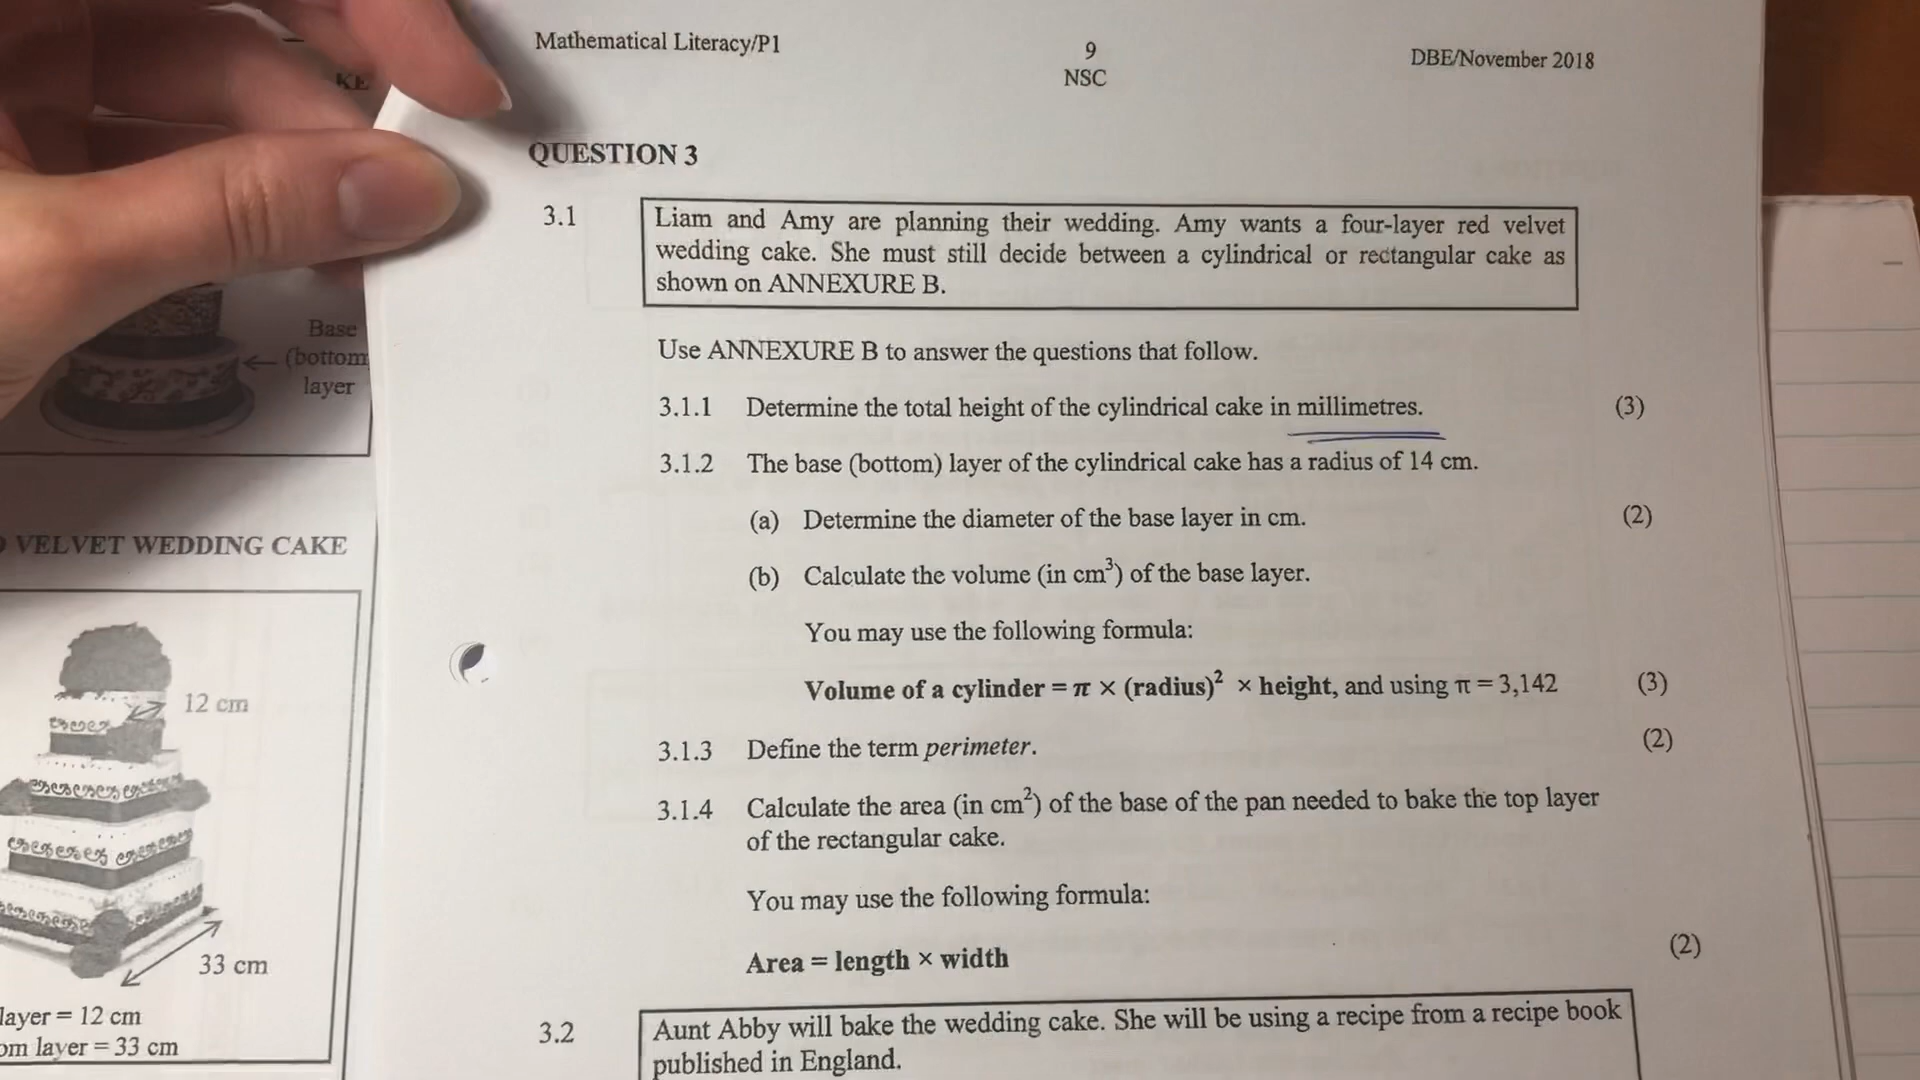 Mathematical Literacy/P1
9
NSC
DBE/November 2018
KE
QUESTION 3
3.1
Liam and Amy are planning their wedding. Amy wants a four-layer red velvet
wedding cake. She must still decide between a cylindrical or rectangular cake as
shown on ANNEXURE B.
Use ANNEXURE B to answer the questions that follow.
3.1.1 Determine the total height of the cylindrical cake in millimetres. (3)
3.1.2 The base (bottom) layer of the cylindrical cake has a radius of 14 cm.
(a) Determine the diameter of the base layer in cm. (2)
(b) Calculate the volume (in cm³) of the base layer.
You may use the following formula:
Volume of a cylinder = π × (radius)² × height, and using π = 3,142 (3)
3.1.3 Define the term perimeter. (2)
3.1.4 Calculate the area (in cm²) of the base of the pan needed to bake the top layer
of the rectangular cake.
You may use the following formula:
Area = length × width (2)
3.2
Aunt Abby will bake the wedding cake. She will be using a recipe from a recipe book
published in England.
Base
(bottom
layer
VELVET WEDDING CAKE
12 cm
33 cm
layer = 12 cm
om layer = 33 cm